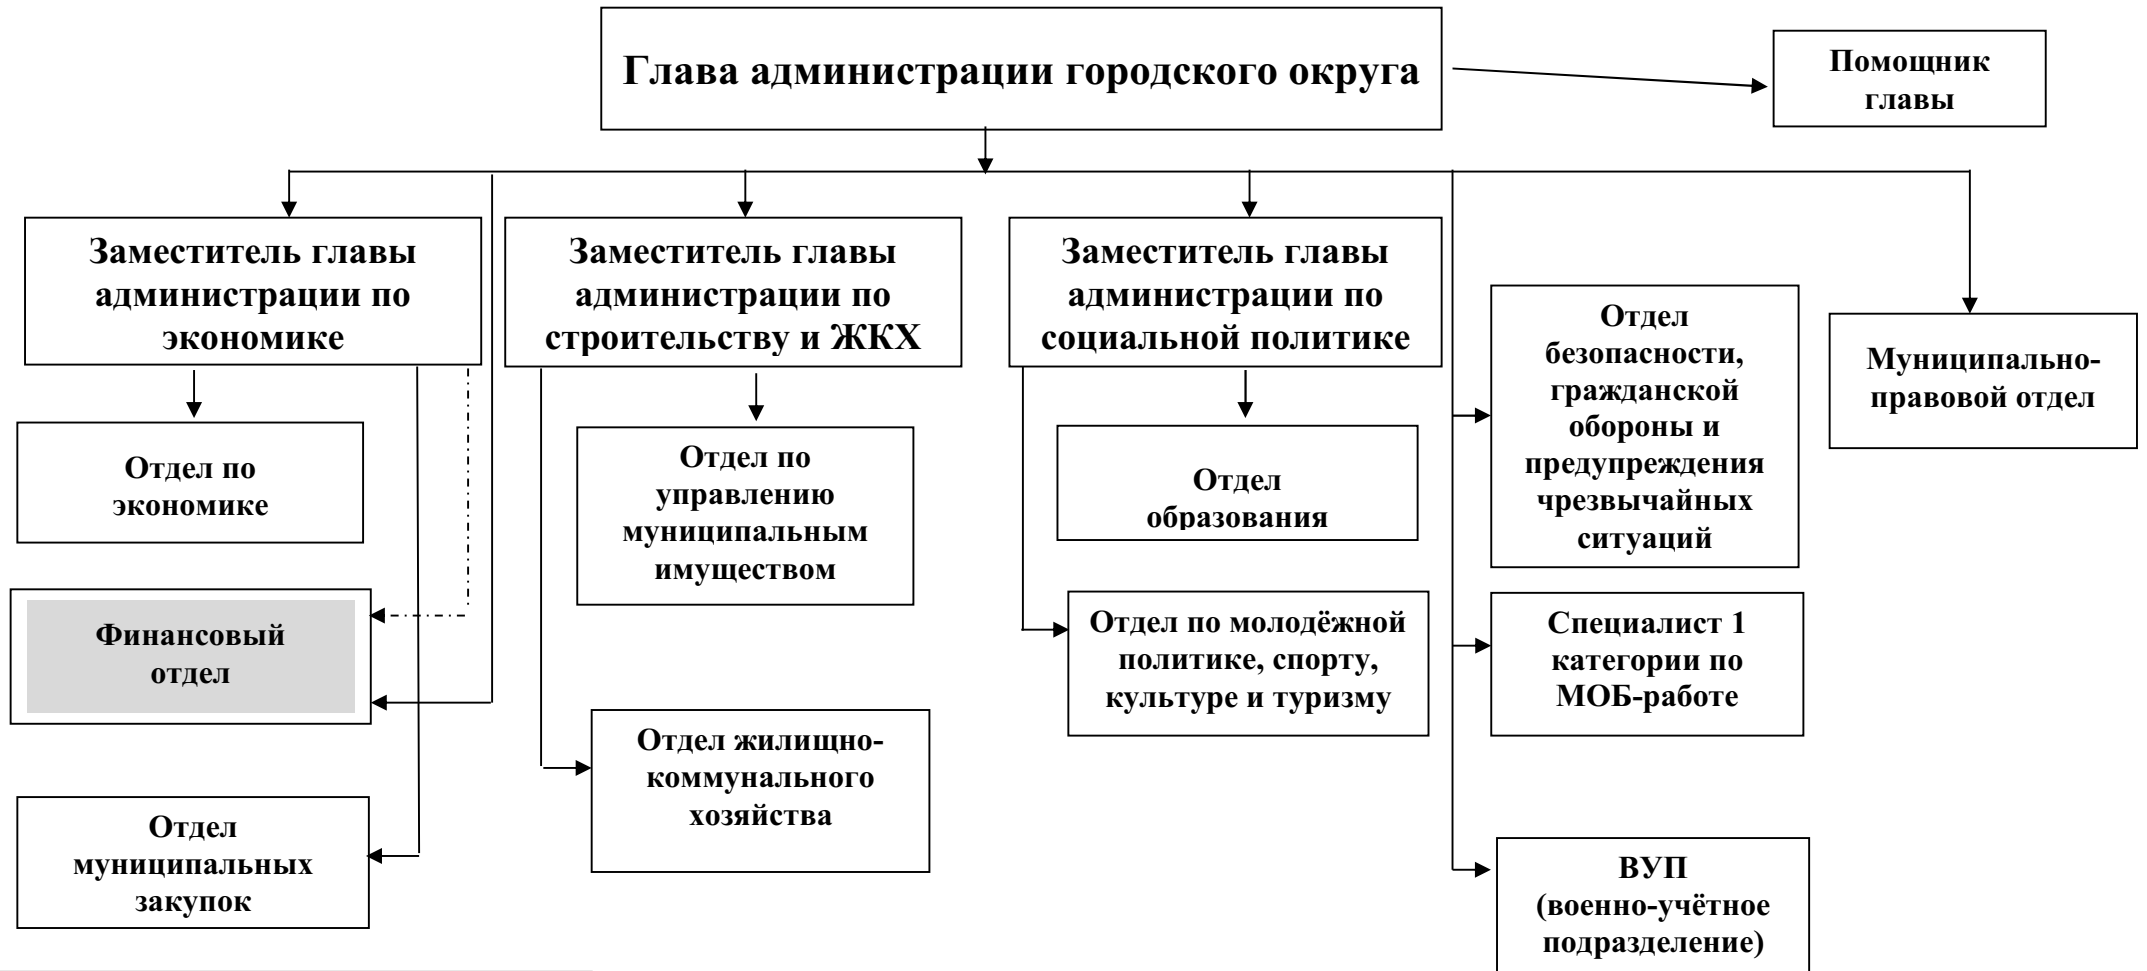 Глава администрации городского округа
Помощник
главы
Заместитель главы
администрации по
экономике
Заместитель главы
администрации по
строительству и ЖКХ
Заместитель главы
администрации по
социальной политике
Отдел
безопасности,
гражданской
обороны и
предупреждения
чрезвычайных
ситуаций
Муниципально-
правовой отдел
Отдел по
экономике
Отдел по
управлению
муниципальным
имуществом
Отдел
образования
Финансовый
отдел
Отдел по молодёжной
политике, спорту,
культуре и туризму
Специалист 1
категории по
МОБ-работе
Отдел жилищно-
коммунального
хозяйства
Отдел
муниципальных
закупок
ВУП
(военно-учётное
подразделение)